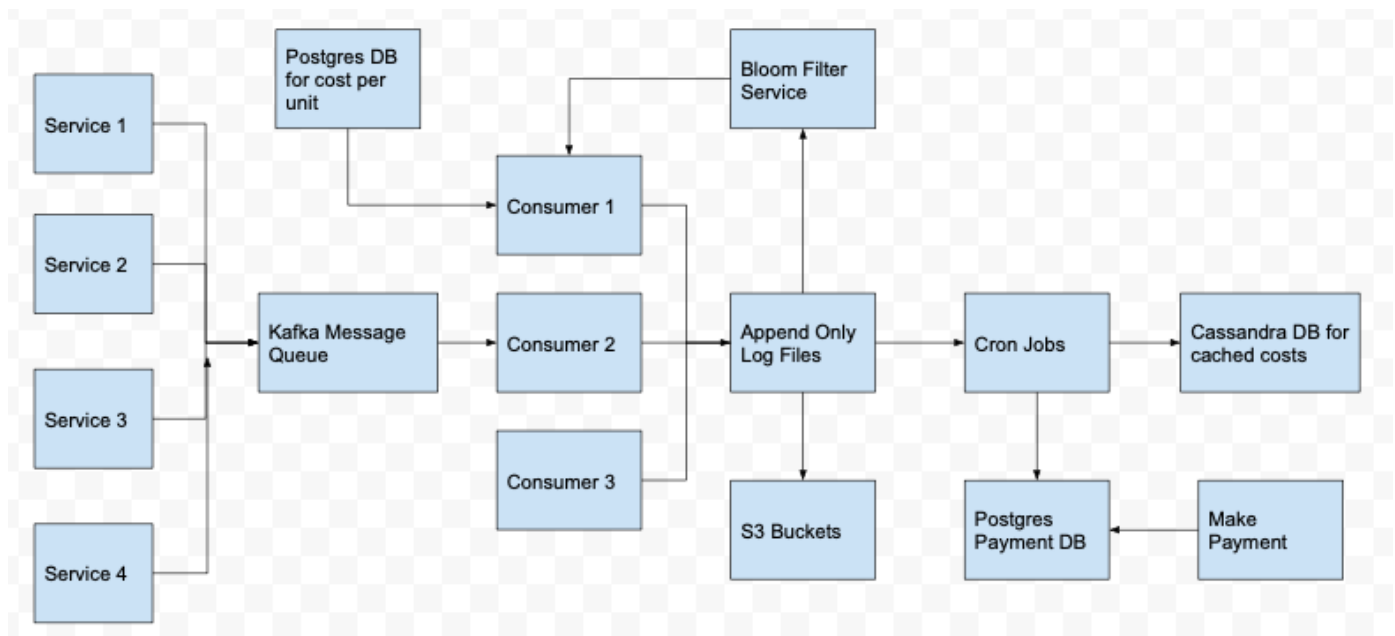 Service 1
Service 2
Service 3
Service 4
Postgres DB
for cost per
unit
Kafka Message
Queue
Consumer 1
Consumer 2
Consumer 3
Bloom Filter
Service
Append Only
Log Files
S3 Buckets
Cron Jobs
Postgres
Payment DB
Cassandra DB for
cached costs
Make
Payment